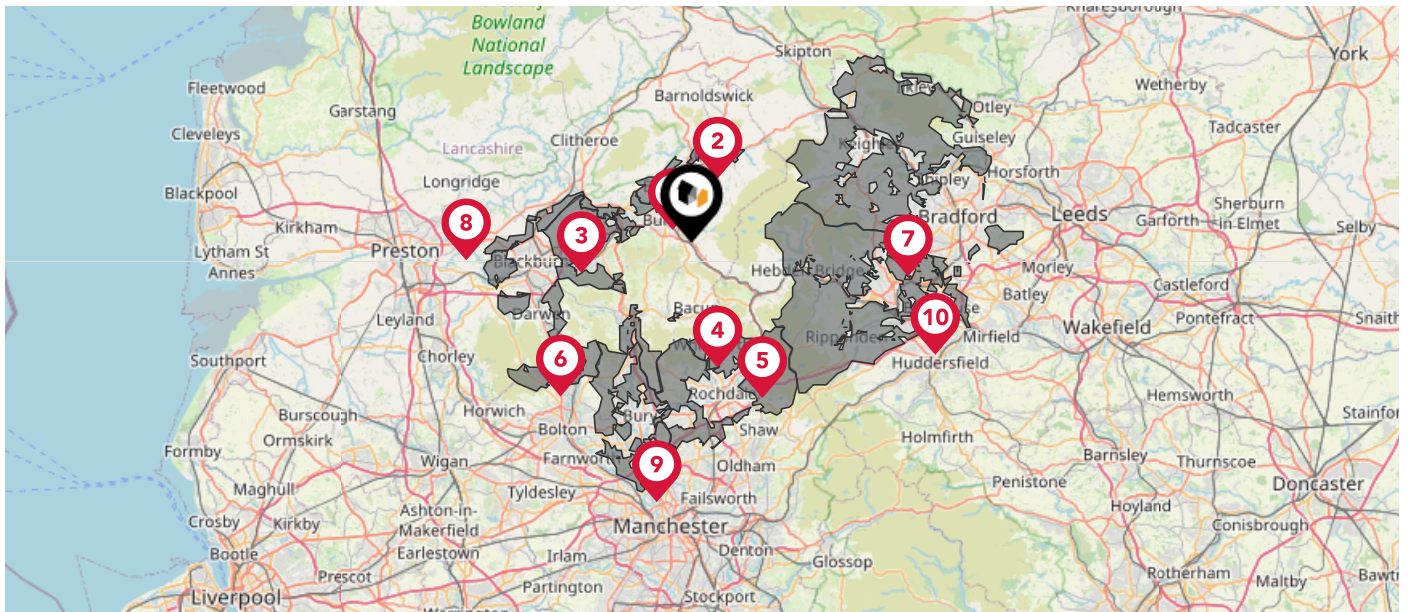 Bowland
National
Landscape
Skipton
York
Fleetwood
Garstang
Barnoldswick
Wetherby
Otley
Cleveleys
Clitheroe
2
Guiseley
Tadcaster
Lancashire
Longridge
Horsforth
Blackpool
8
3
Bradford
Leeds
Garforth
Sherburn
in-Elmet
Kirkham
Preston
7
Selby
Lytham St
Annes
Blackburn
Hebden Bridge
Morley
Castleford
Batley
Leyland
Darwen
4
10
Wakefield
Pontefract
Mirfield
Southport
Chorley
6
5
Huddersfield
Rochdale
Hemsworth
Horwich
Burscough
Bury
Bolton
Shaw
Holmfirth
Ormskirk
Formby
Wigan
9
Oldham
Barnsley
Thurnscoe
Doncaster
Maghull
Tyldesley
Failsworth
Penistone
Hoyland
Ashton-in-
Makerfield
Crosby
Kirkby
Manchester
Conisbrough
Bootle
Earlestown
Irlam
Denton
Glossop
Prescot
Partington
Rotherham
Maltby
Liverpool
Stockport